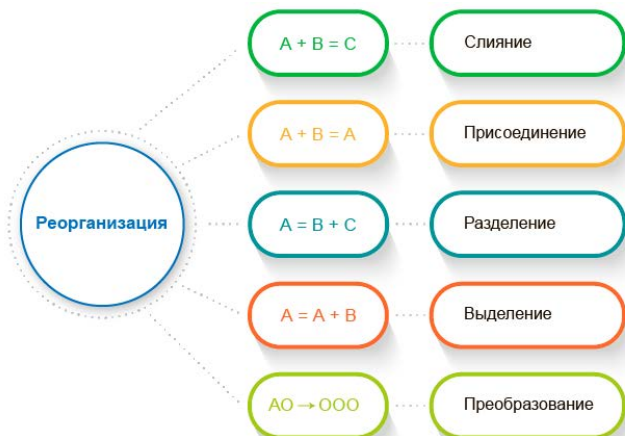 A + B = C
Слияние
A + B = A
Присоединение
Реорганизация
A = B + C
Разделение
A = A + B
Выделение
АО → ООО
Преобразование